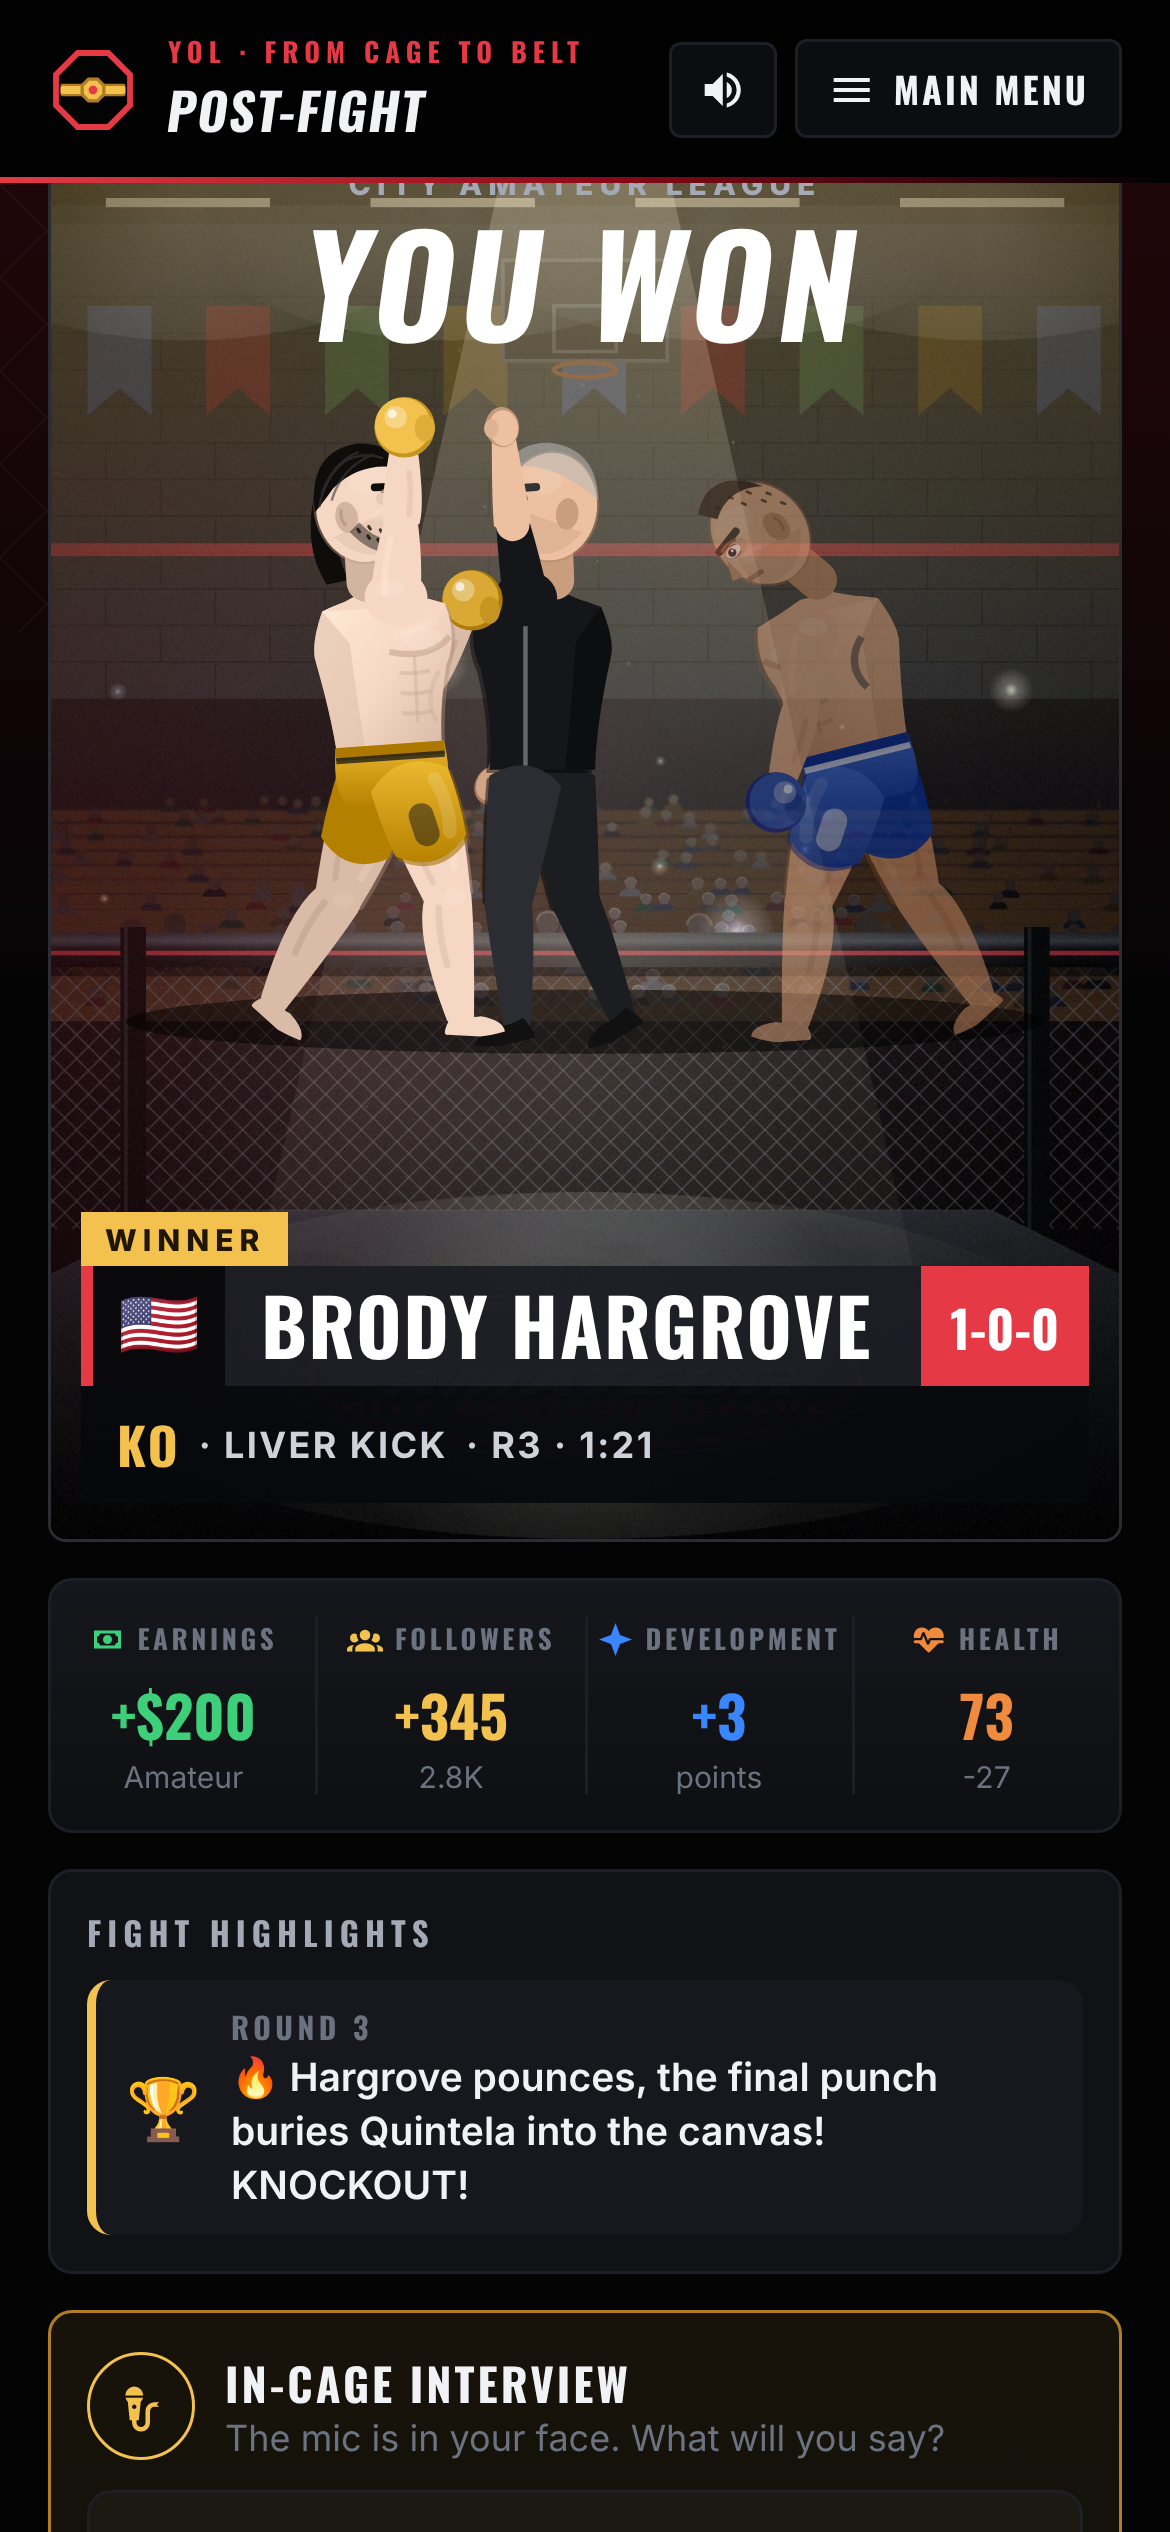 YOL · FROM CAGE TO BELT
POST-FIGHT
MAIN MENU
CITY AMATEUR LEAGUE
YOU WON
WINNER
BRODY HARGROVE
1-0-0
KO · LIVER KICK · R3 · 1:21
EARNINGS
+$200
Amateur
FOLLOWERS
+345
2.8K
DEVELOPMENT
+3
points
HEALTH
73
-27
FIGHT HIGHLIGHTS
ROUND 3
🔥 Hargrove pounces, the final punch
buries Quintela into the canvas!
KNOCKOUT!
IN-CAGE INTERVIEW
The mic is in your face. What will you say?